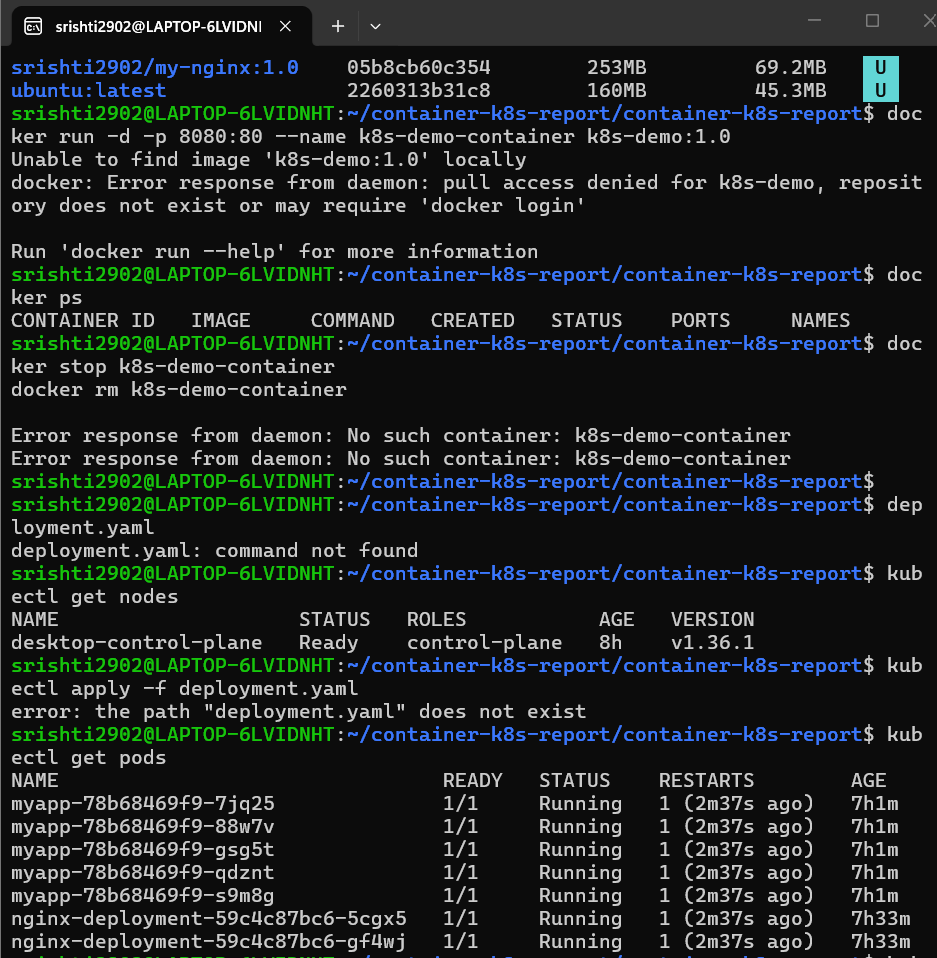 srishti2902@LAPTOP-6LVIDNI
srishti2902/my-nginx:1.0 05b8cb60c354 253MB 69.2MB U
ubuntu:latest 2260313b31c8 160MB 45.3MB U
srishti2902@LAPTOP-6LVIDNHT:~/container-k8s-report/container-k8s-report$ doc
ker run -d -p 8080:80 --name k8s-demo-container k8s-demo:1.0
Unable to find image 'k8s-demo:1.0' locally
docker: Error response from daemon: pull access denied for k8s-demo, reposit
ory does not exist or may require 'docker login'
Run 'docker run --help' for more information
srishti2902@LAPTOP-6LVIDNHT:~/container-k8s-report/container-k8s-report$ doc
ker ps
CONTAINER ID IMAGE COMMAND CREATED STATUS PORTS NAMES
srishti2902@LAPTOP-6LVIDNHT:~/container-k8s-report/container-k8s-report$ doc
ker stop k8s-demo-container
docker rm k8s-demo-container
Error response from daemon: No such container: k8s-demo-container
Error response from daemon: No such container: k8s-demo-container
srishti2902@LAPTOP-6LVIDNHT:~/container-k8s-report/container-k8s-report$
srishti2902@LAPTOP-6LVIDNHT:~/container-k8s-report/container-k8s-report$ dep
loyment.yaml
deployment.yaml: command not found
srishti2902@LAPTOP-6LVIDNHT:~/container-k8s-report/container-k8s-report$ kub
ectl get nodes
NAME STATUS ROLES AGE VERSION
desktop-control-plane Ready control-plane 8h v1.36.1
srishti2902@LAPTOP-6LVIDNHT:~/container-k8s-report/container-k8s-report$ kub
ectl apply -f deployment.yaml
error: the path "deployment.yaml" does not exist
srishti2902@LAPTOP-6LVIDNHT:~/container-k8s-report/container-k8s-report$ kub
ectl get pods
NAME READY STATUS RESTARTS AGE
myapp-78b68469f9-7jq25 1/1 Running 1 (2m37s ago) 7h1m
myapp-78b68469f9-88w7v 1/1 Running 1 (2m37s ago) 7h1m
myapp-78b68469f9-gsg5t 1/1 Running 1 (2m37s ago) 7h1m
myapp-78b68469f9-qdznt 1/1 Running 1 (2m37s ago) 7h1m
myapp-78b68469f9-s9m8g 1/1 Running 1 (2m37s ago) 7h1m
nginx-deployment-59c4c87bc6-5cgx5 1/1 Running 1 (2m37s ago) 7h33m
nginx-deployment-59c4c87bc6-gf4wj 1/1 Running 1 (2m37s ago) 7h33m